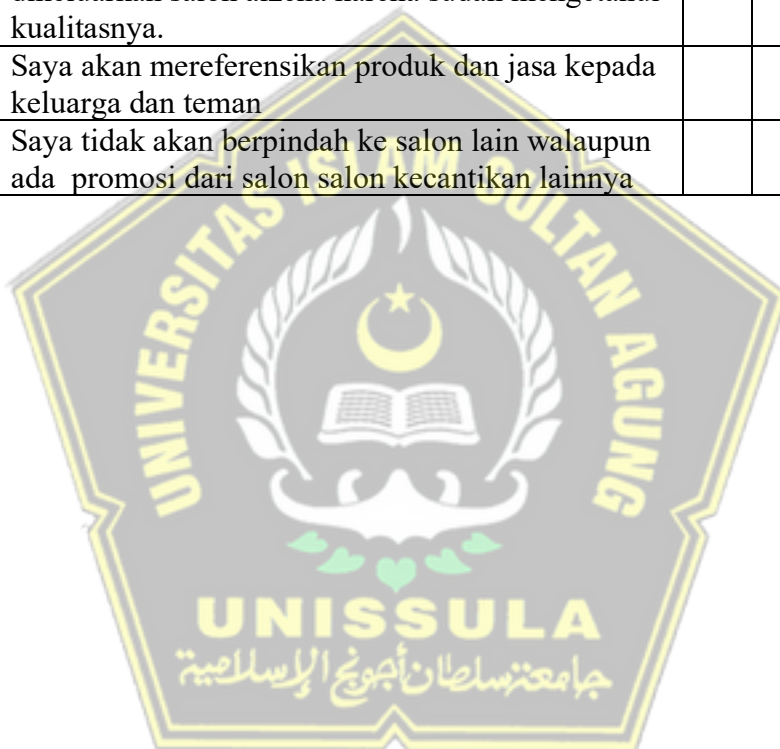 kualitasnya.
Saya akan mereferensikan produk dan jasa kepada
keluarga dan teman
Saya tidak akan berpindah ke salon lain walaupun
ada promosi dari salon salon kecantikan lainnya
UNIVERSITAS ISLAM SULTAN AGUNG
UNISSULA
جامعة سلطان أجونج الإسلامية